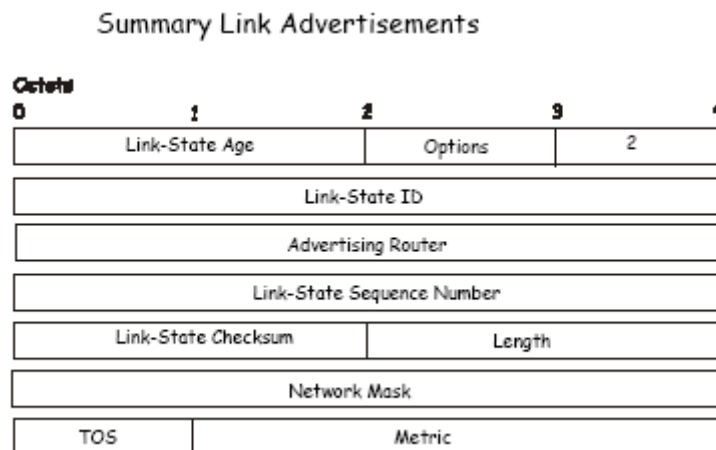 Summary Link Advertisements
Octets
0 1 2 3
Link-State Age Options 2
Link-State ID
Advertising Router
Link-State Sequence Number
Link-State Checksum Length
Network Mask
TOS Metric